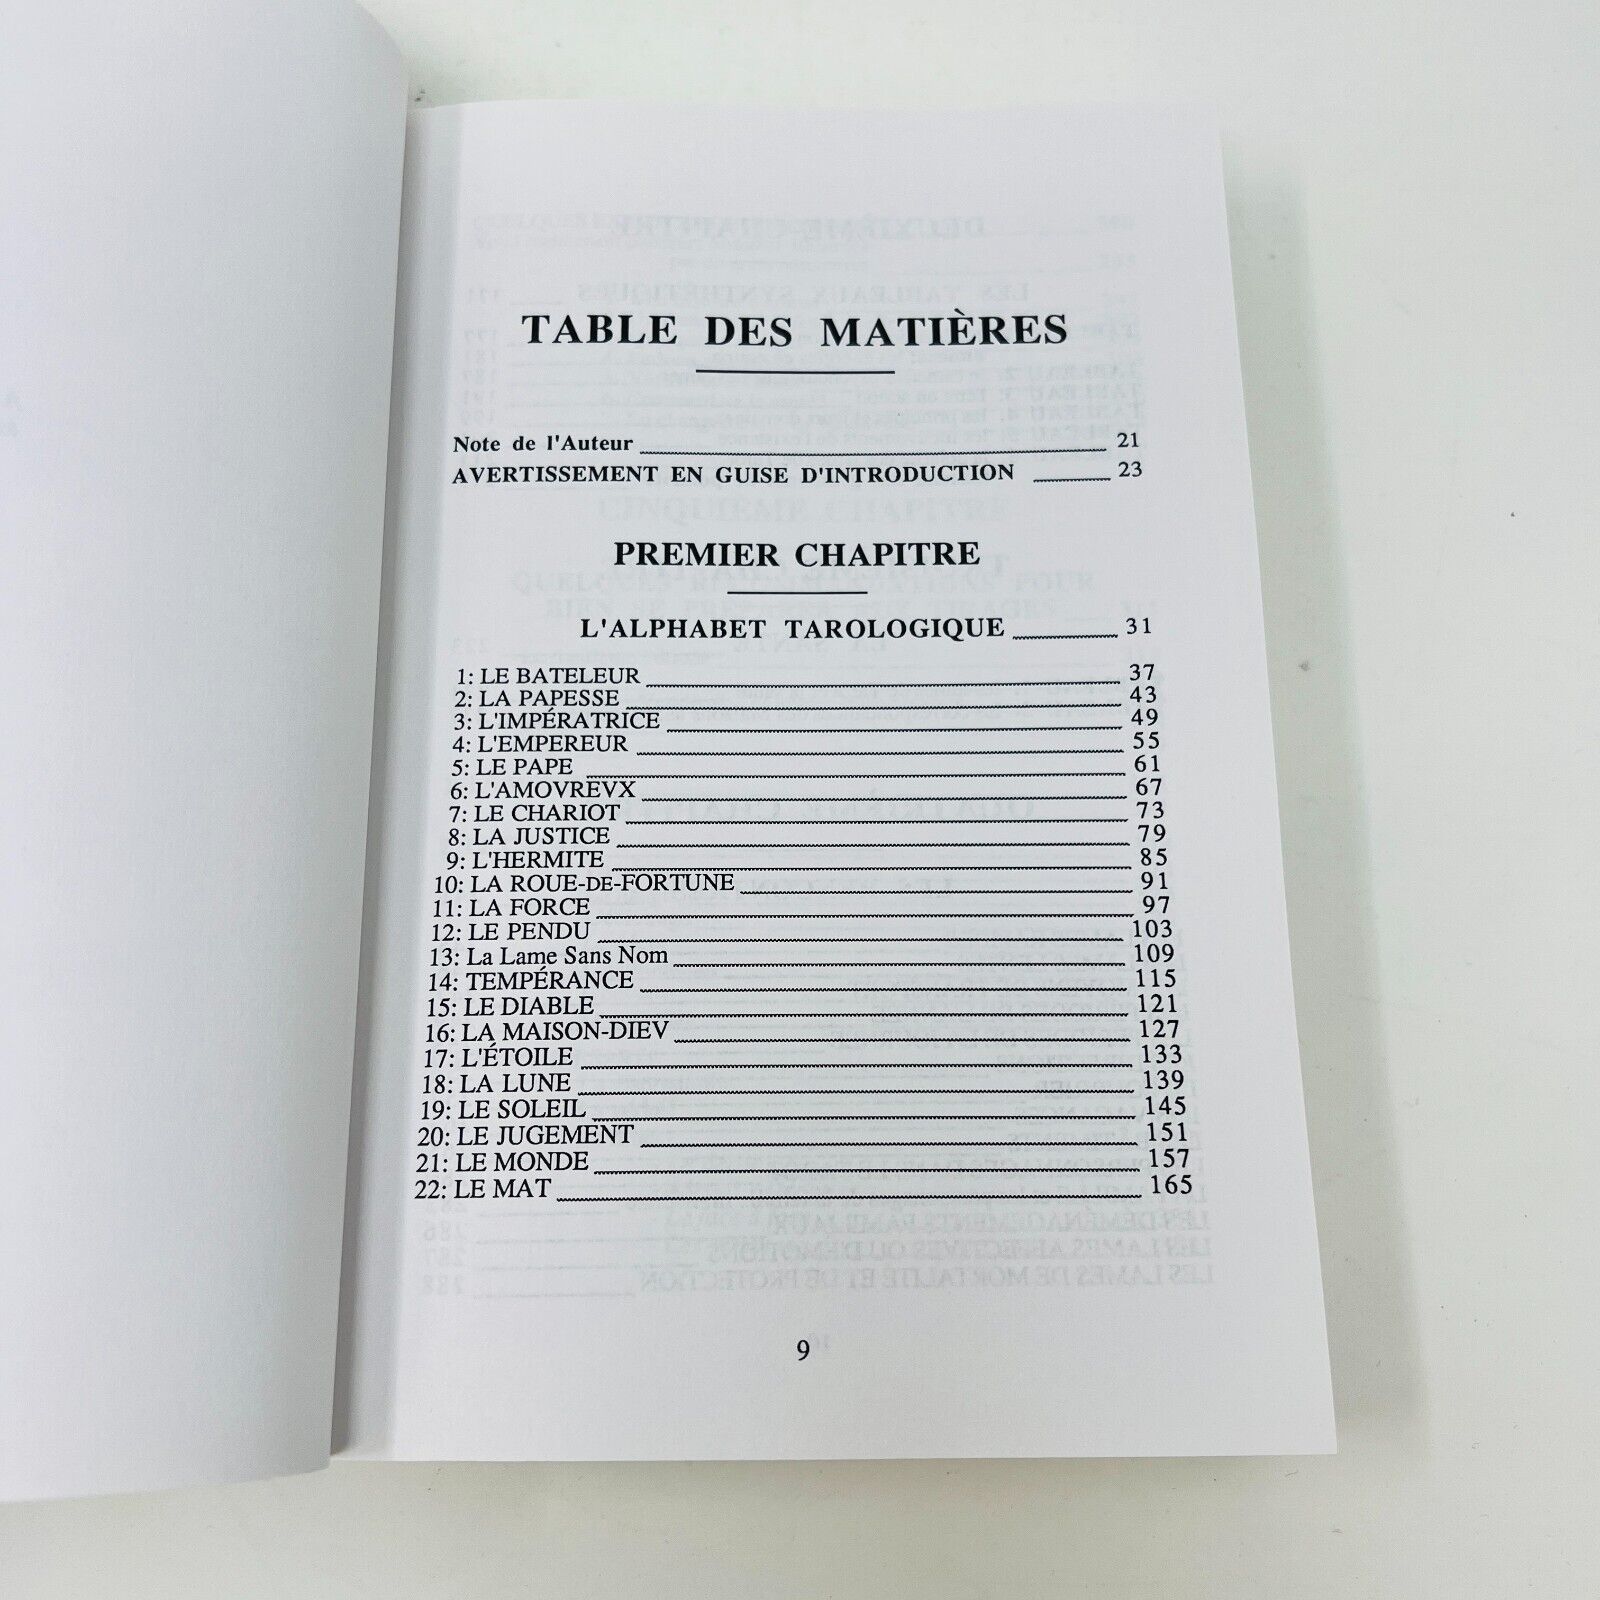 TABLE DES MATIÈRES
Note de l'Auteur 21
AVERTISSEMENT EN GUISE D'INTRODUCTION 23
PREMIER CHAPITRE
L'ALPHABET TAROLOGIQUE 31
1: LE BATELEUR 37
2: LA PAPESSE 43
3: L'IMPÉRATRICE 49
4: L'EMPEREUR 55
5: LE PAPE 61
6: L'AMOVREVX 67
7: LE CHARIOT 73
8: LA JUSTICE 79
9: L'HERMITE 85
10: LA ROUE-DE-FORTUNE 91
11: LA FORCE 97
12: LE PENDU 103
13: La Lame Sans Nom 109
14: TEMPÉRANCE 115
15: LE DIABLE 121
16: LA MAISON-DIEV 127
17: L'ÉTOILE 133
18: LA LUNE 139
19: LE SOLEIL 145
20: LE JUGEMENT 151
21: LE MONDE 157
22: LE MAT 165
9